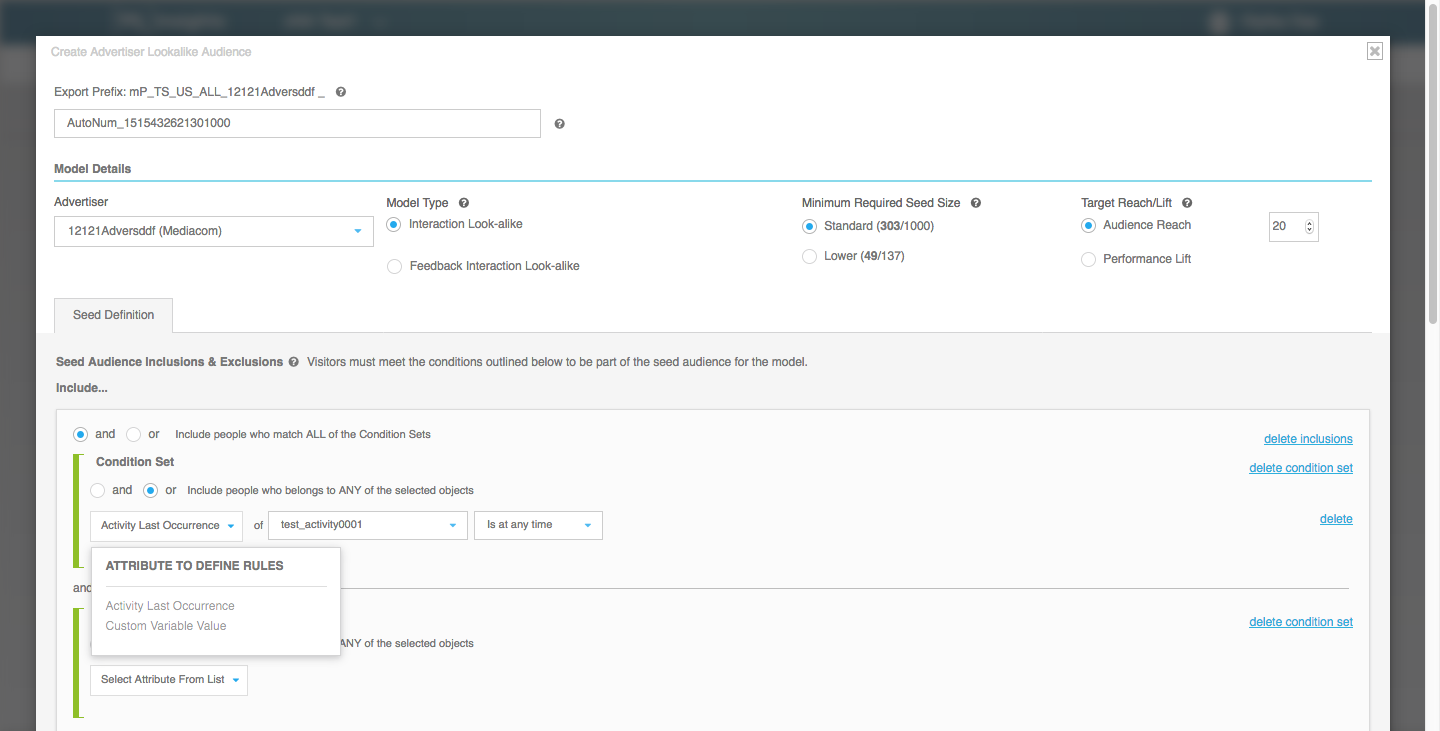 Create Advertiser Lookalike Audience
Export Prefix: mP_TS_US_ALL_12121Adversddf _ ?
AutoNum_1515432621301000 ?
Model Details
Advertiser
12121Adversddf (Mediacom)
Model Type ?
Interaction Look-alike
Feedback Interaction Look-alike
Minimum Required Seed Size ?
Standard (303/1000)
Lower (49/137)
Target Reach/Lift ?
Audience Reach
20
Performance Lift
Seed Definition
Seed Audience Inclusions & Exclusions ? Visitors must meet the conditions outlined below to be part of the seed audience for the model.
Include...
and or Include people who match ALL of the Condition Sets
delete inclusions
Condition Set
delete condition set
and or Include people who belongs to ANY of the selected objects
Activity Last Occurrence of test_activity0001 Is at any time
delete
ATTRIBUTE TO DEFINE RULES
Activity Last Occurrence
Custom Variable Value
and
delete condition set
ANY of the selected objects
Select Attribute From List